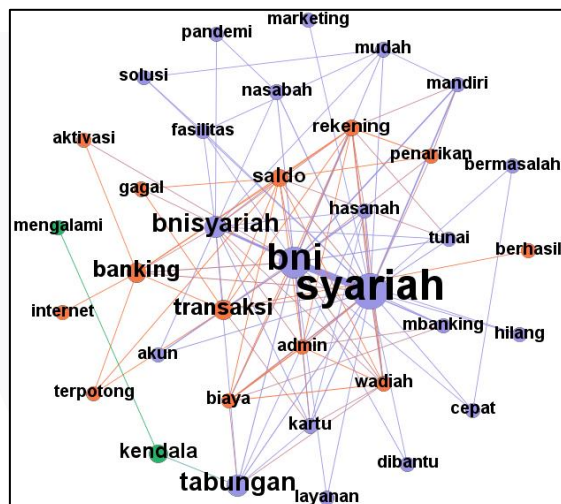 marketing
pandemi
mudah
solusi
nasabah
mandiri
fasilitas
rekening
aktivasi
penarikan
saldo
bermasalah
gagal
hasanah
bnisyariah
mengalami
tunai
berhasil
bni
banking
syariah
internet
transaksi
mbanking
hilang
admin
akun
wadiah
terpotong
biaya
cepat
kartu
kendala
dibantu
tabungan
layanan